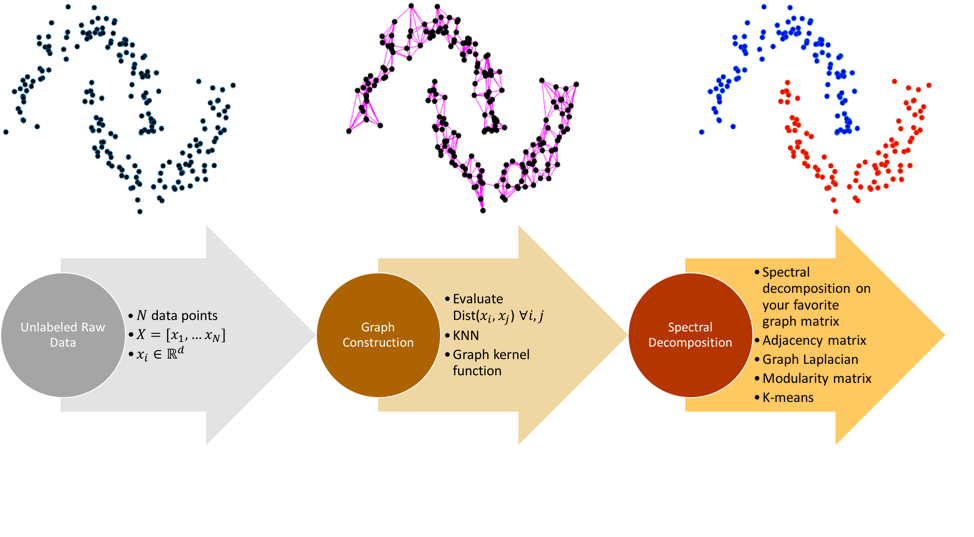 Unlabeled Raw
Data
• 𝑁 data points
• 𝑋 = [𝑥₁, … 𝑥_N]
• 𝑥ᵢ ∈ ℝᵈ
Graph
Construction
• Evaluate
Dist(𝑥ᵢ, 𝑥ⱼ) ∀𝑖, 𝑗
• KNN
• Graph kernel
function
Spectral
Decomposition
• Spectral
decomposition on
your favorite
graph matrix
• Adjacency matrix
• Graph Laplacian
• Modularity matrix
• K-means